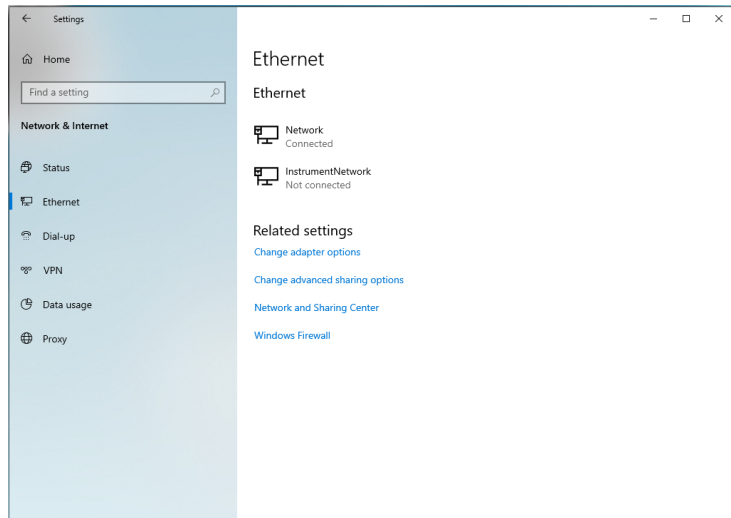 Settings
Home
Find a setting
Network & Internet
Status
Ethernet
Dial-up
VPN
Data usage
Proxy
Ethernet
Ethernet
Network
Connected
InstrumentNetwork
Not connected
Related settings
Change adapter options
Change advanced sharing options
Network and Sharing Center
Windows Firewall